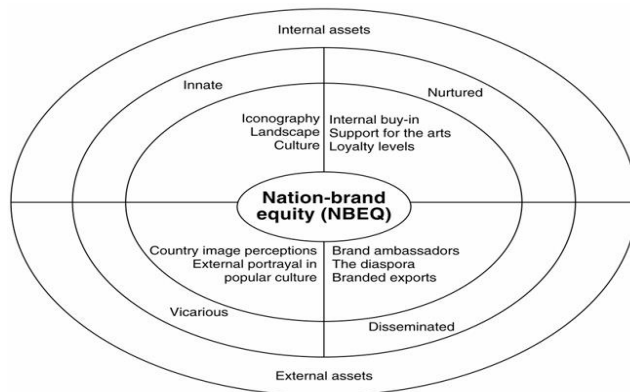 Internal assets
Innate
Nurtured
Iconography
Landscape
Culture
Internal buy-in
Support for the arts
Loyalty levels
Nation-brand
equity (NBEQ)
Country image perceptions
External portrayal in
popular culture
Brand ambassadors
The diaspora
Branded exports
Vicarious
Disseminated
External assets